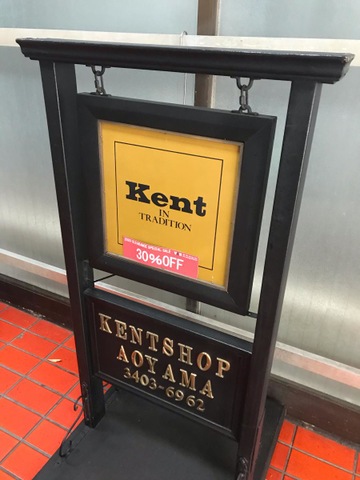 Kent
IN
TRADITION
30%OFF
KENTSHOP
AOYAMA
3403-6962